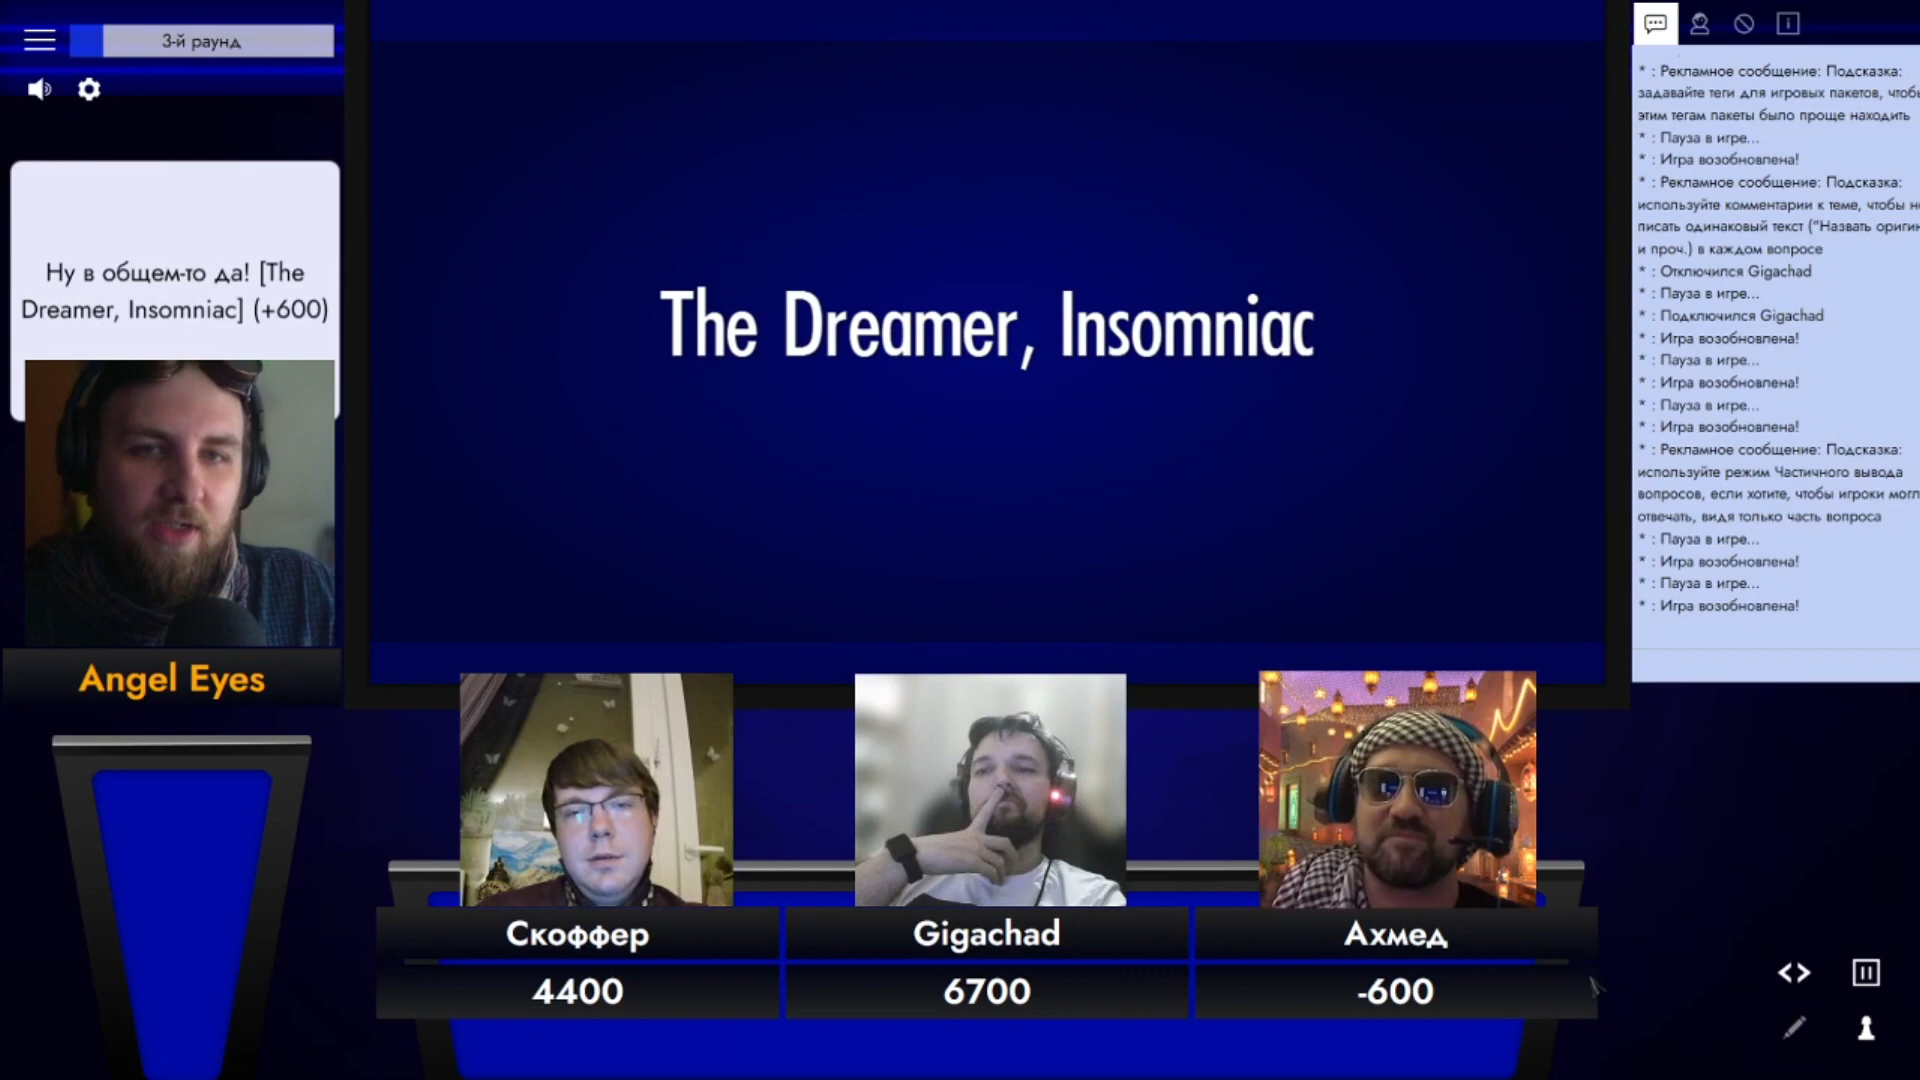 3-й раунд
Ну в общем-то да! [The
Dreamer, Insomniac] (+600)
Angel Eyes
The Dreamer, Insomniac
Скоффер
4400
Gigachad
6700
Ахмед
-600
* : Рекламное сообщение: Подсказка:
задавайте теги для игровых пакетов, чтобы
этим тегам пакеты было проще находить
* : Пауза в игре...
* : Игра возобновлена!
* : Рекламное сообщение: Подсказка:
используйте комментарии к теме, чтобы не
писать одинаковый текст ("Назвать оригин
и проч.) в каждом вопросе
* : Отключился Gigachad
* : Пауза в игре...
* : Подключился Gigachad
* : Игра возобновлена!
* : Пауза в игре...
* : Игра возобновлена!
* : Пауза в игре...
* : Игра возобновлена!
* : Рекламное сообщение: Подсказка:
используйте режим Частичного вывода
вопросов, если хотите, чтобы игроки могл
отвечать, видя только часть вопроса
* : Пауза в игре...
* : Игра возобновлена!
* : Пауза в игре...
* : Игра возобновлена!